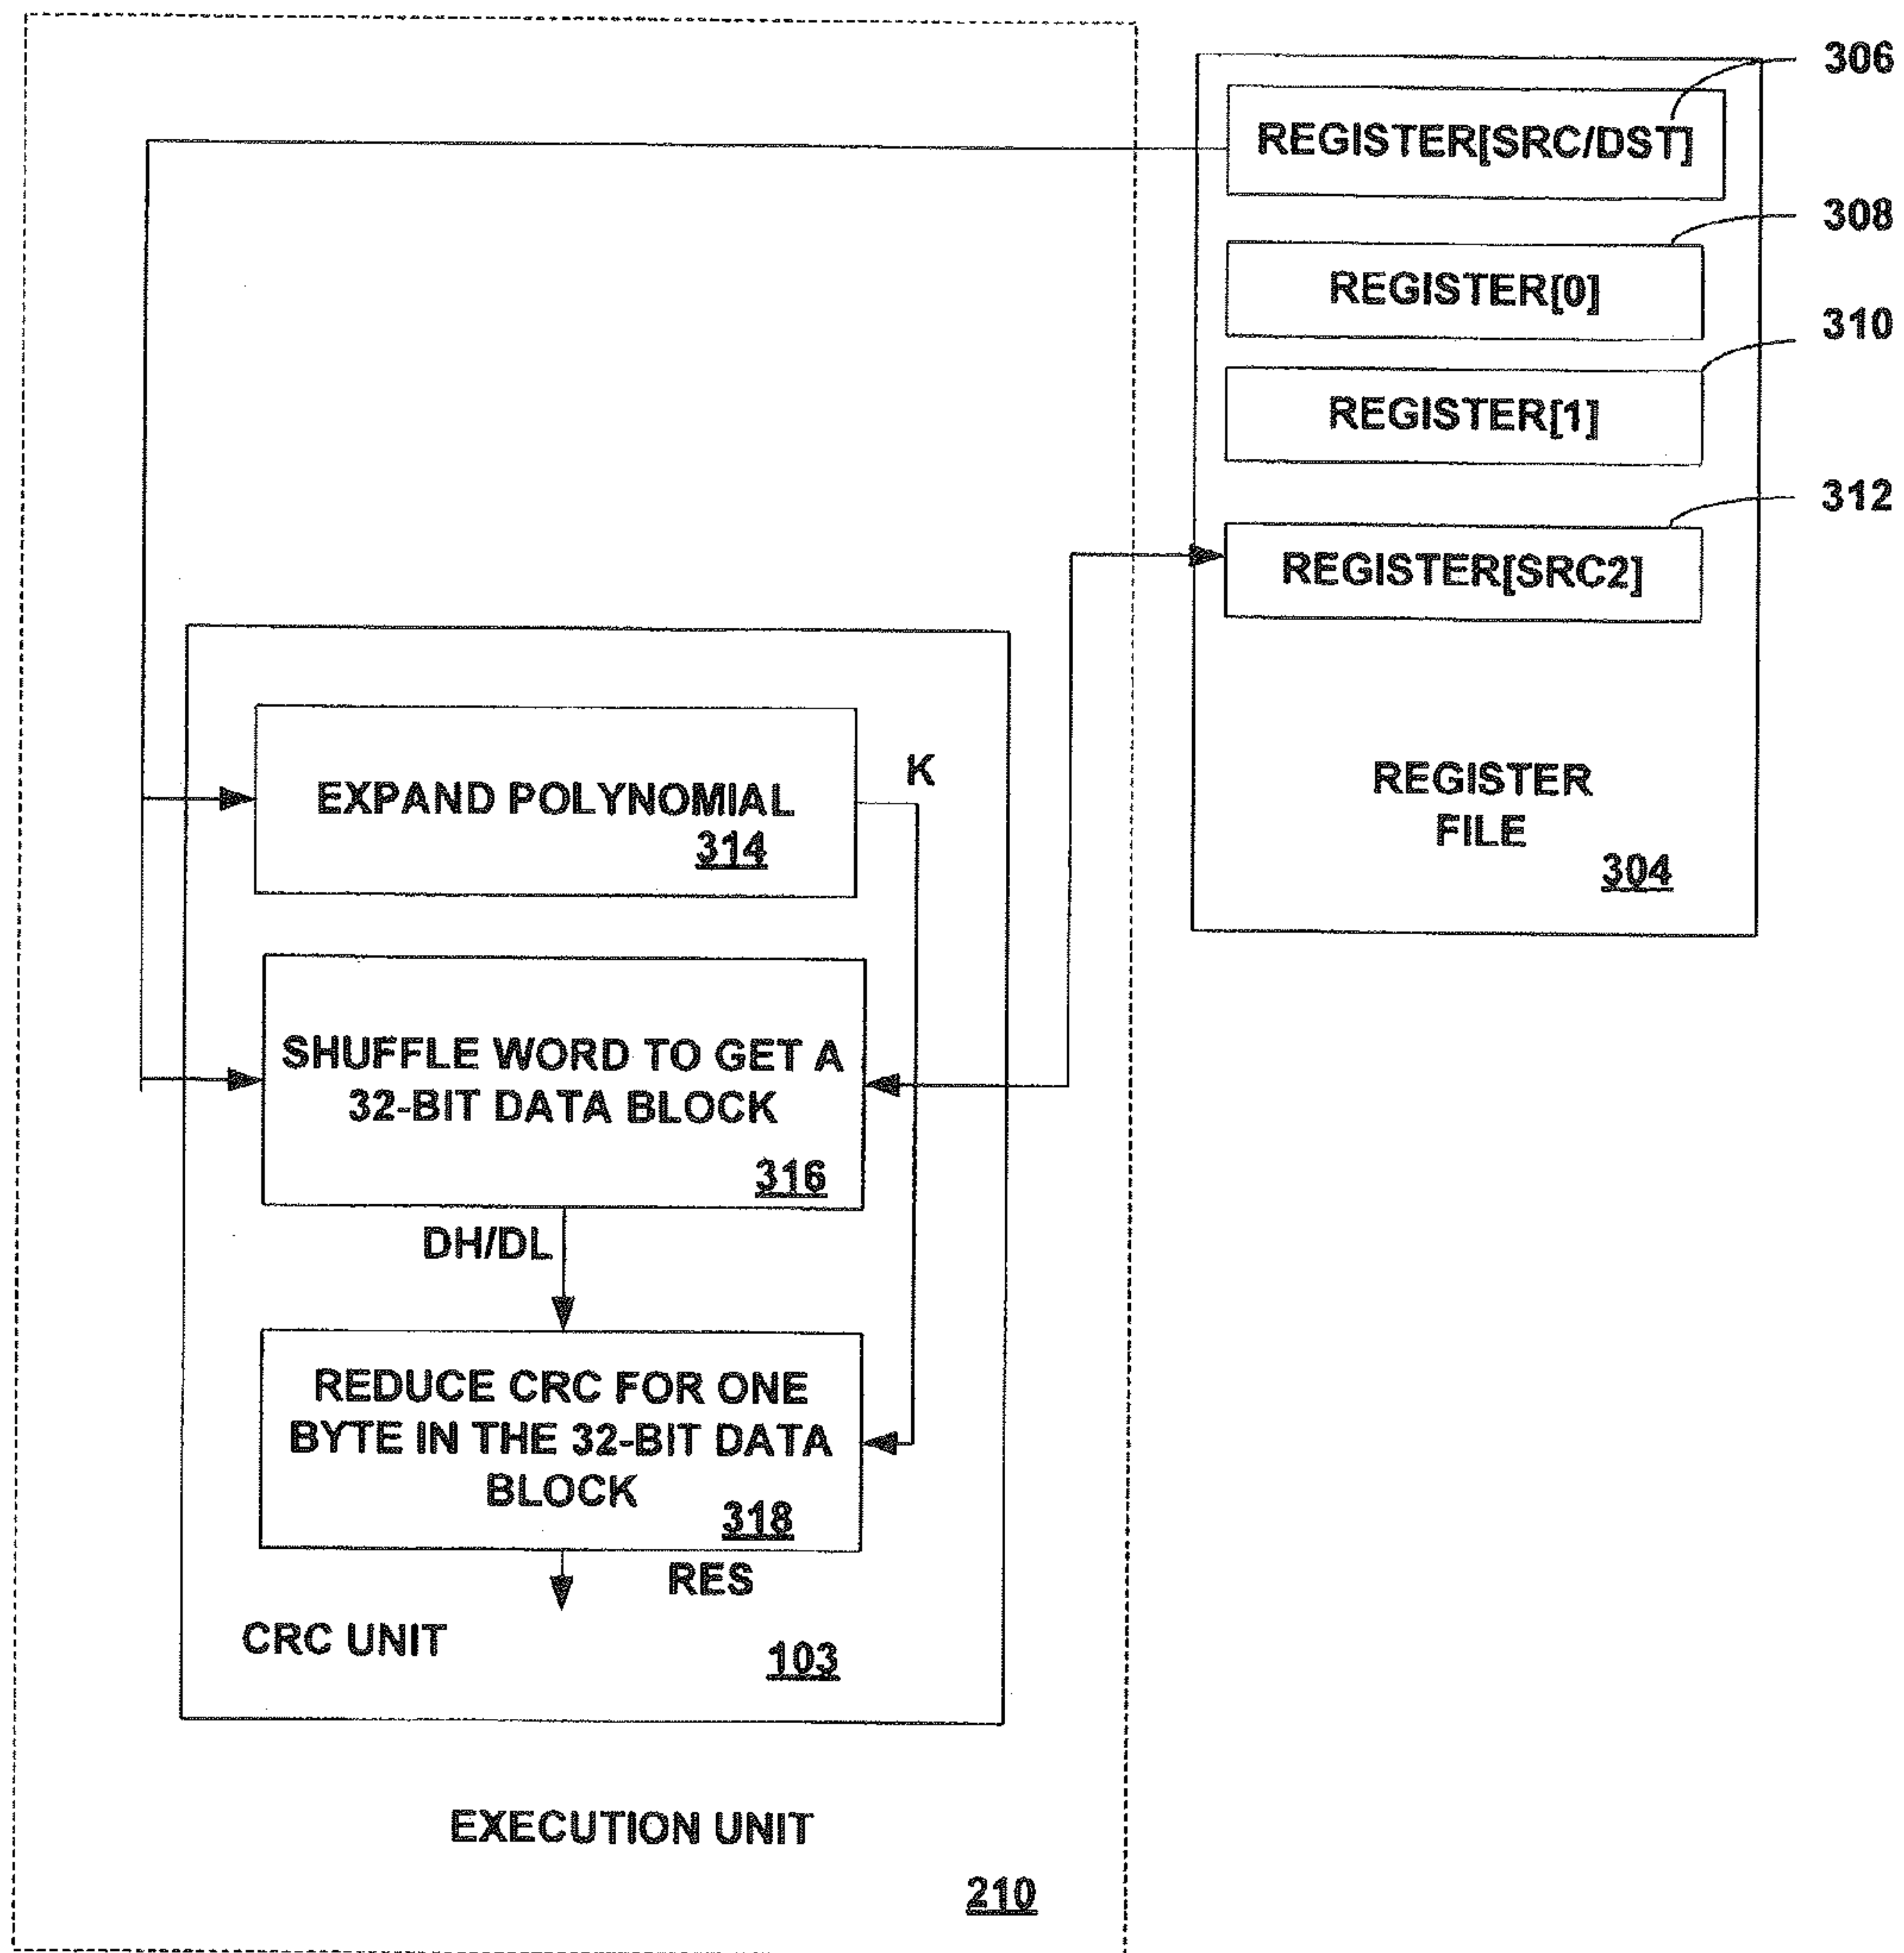 306
REGISTER[SRC/DST]
308
REGISTER[0]
310
REGISTER[1]
312
REGISTER[SRC2]
REGISTER
FILE
304
EXPAND POLYNOMIAL
314
K
SHUFFLE WORD TO GET A
32-BIT DATA BLOCK
316
DH/DL
REDUCE CRC FOR ONE
BYTE IN THE 32-BIT DATA
BLOCK
318
RES
CRC UNIT
103
EXECUTION UNIT
210